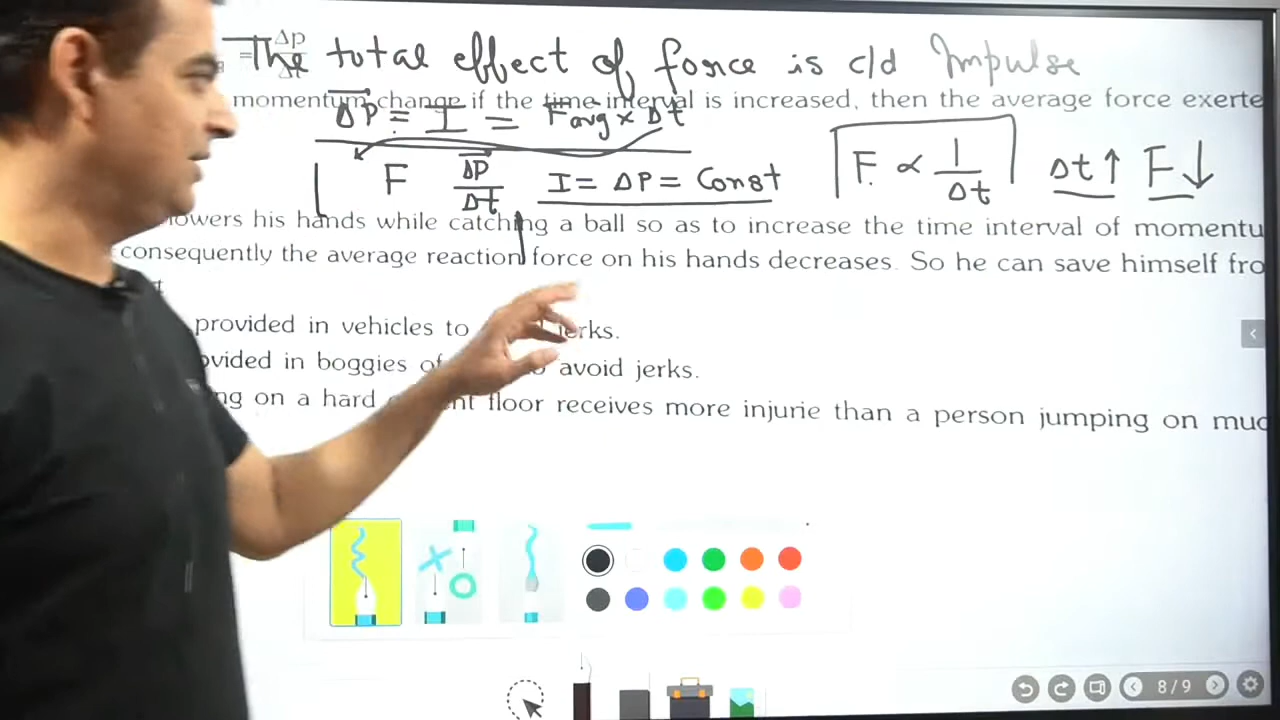 = Δp
Δt
The total effect of force is c/d Impulse
momentum change if the time interval is increased, then the average force exerte
ΔP = I = Favg × Δt
F ΔP/Δt I = ΔP = Const F ∝ 1/Δt Δt↑ F↓
lowers his hands while catching a ball so as to increase the time interval of momentu
consequently the average reaction force on his hands decreases. So he can save himself fro
provided in vehicles to jerks.
ovided in boggies of avoid jerks.
ng on a hard floor receives more injurie than a person jumping on muc
8/9